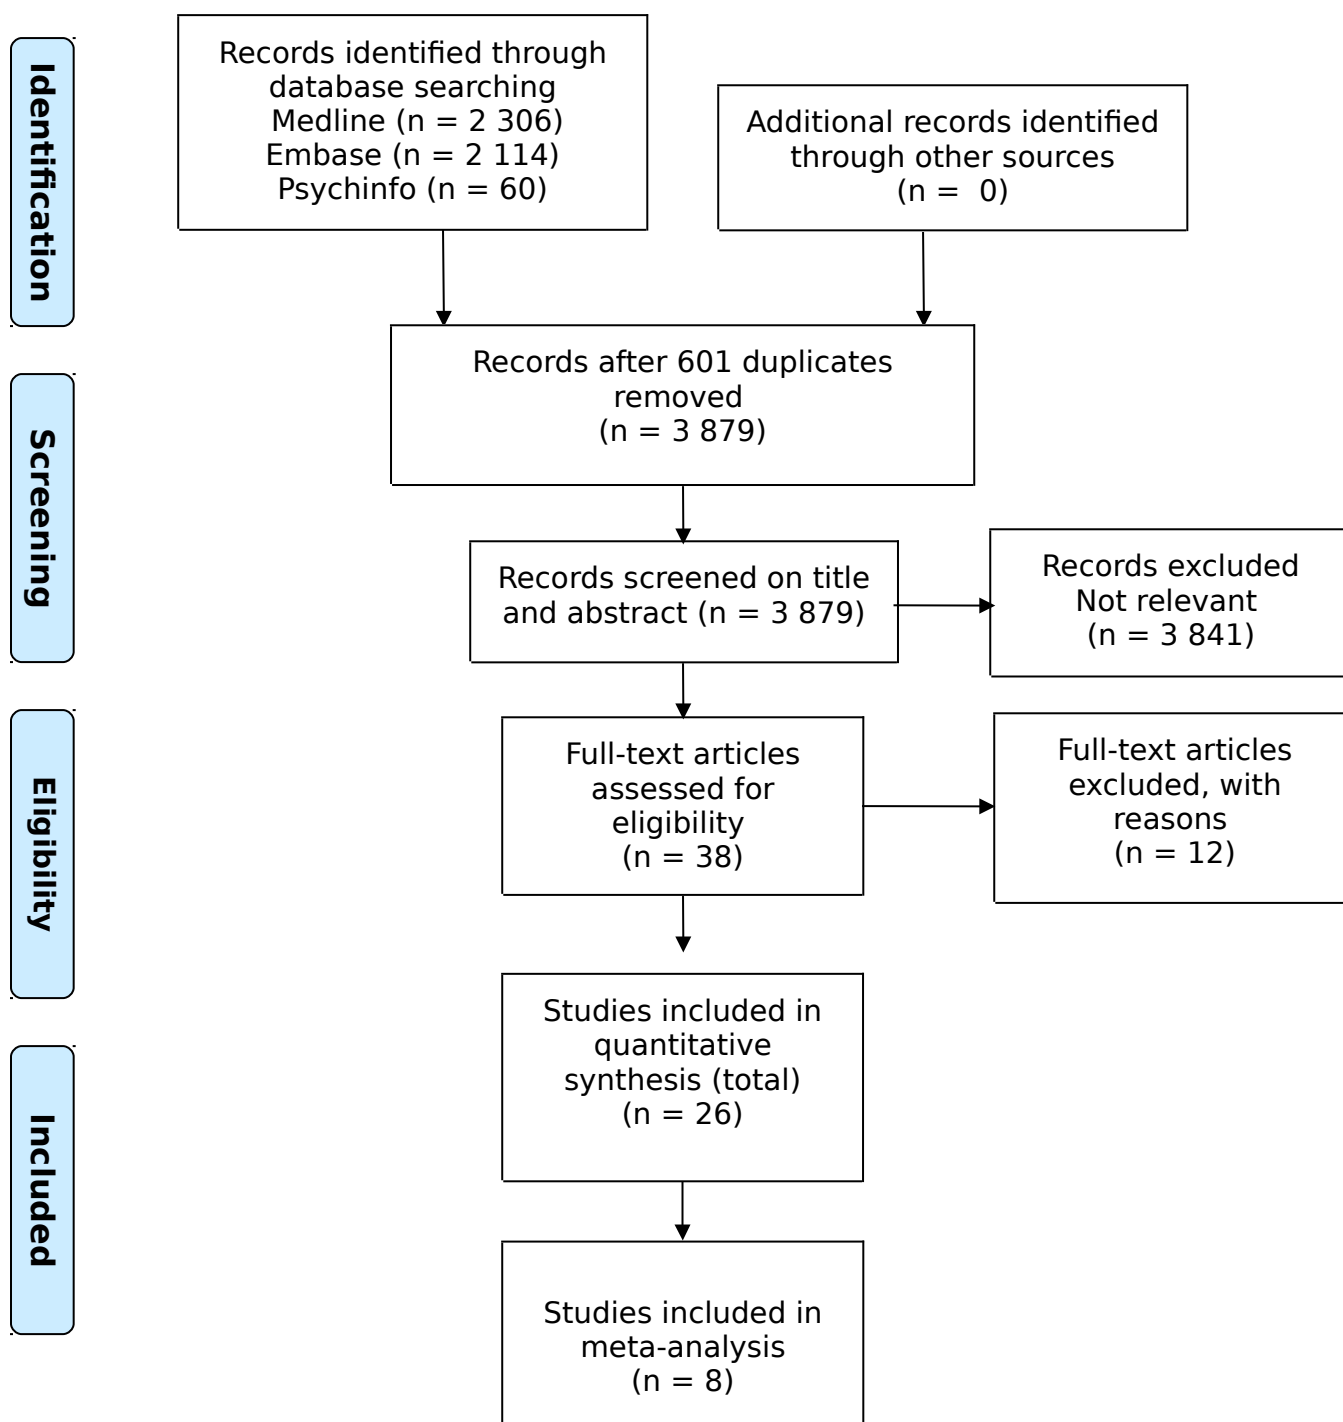 Identification
Records identified through
database searching
Medline (n = 2 306)
Embase (n = 2 114)
Psychinfo (n = 60)
Additional records identified
through other sources
(n =  0)
Screening
Records after 601 duplicates
removed
(n = 3 879)
Records screened on title
and abstract (n = 3 879)
Records excluded
Not relevant
(n = 3 841)
Eligibility
Full-text articles
assessed for
eligibility
(n = 38)
Full-text articles
excluded, with
reasons
(n = 12)
Included
Studies included in
quantitative
synthesis (total)
(n = 26)
Studies included in
meta-analysis
(n = 8)